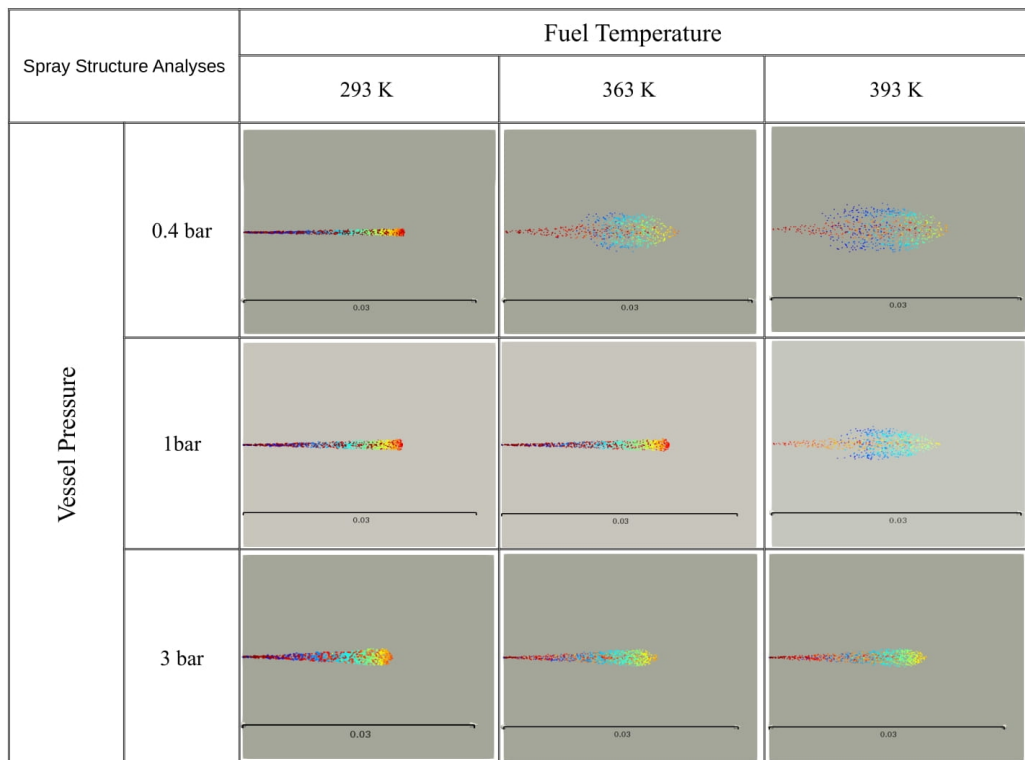 Spray Structure Analyses
Fuel Temperature
293 K
363 K
393 K
Vessel Pressure
0.4 bar
0.03
0.03
0.03
1bar
0.03
0.03
0.03
3 bar
0.03
0.03
0.03